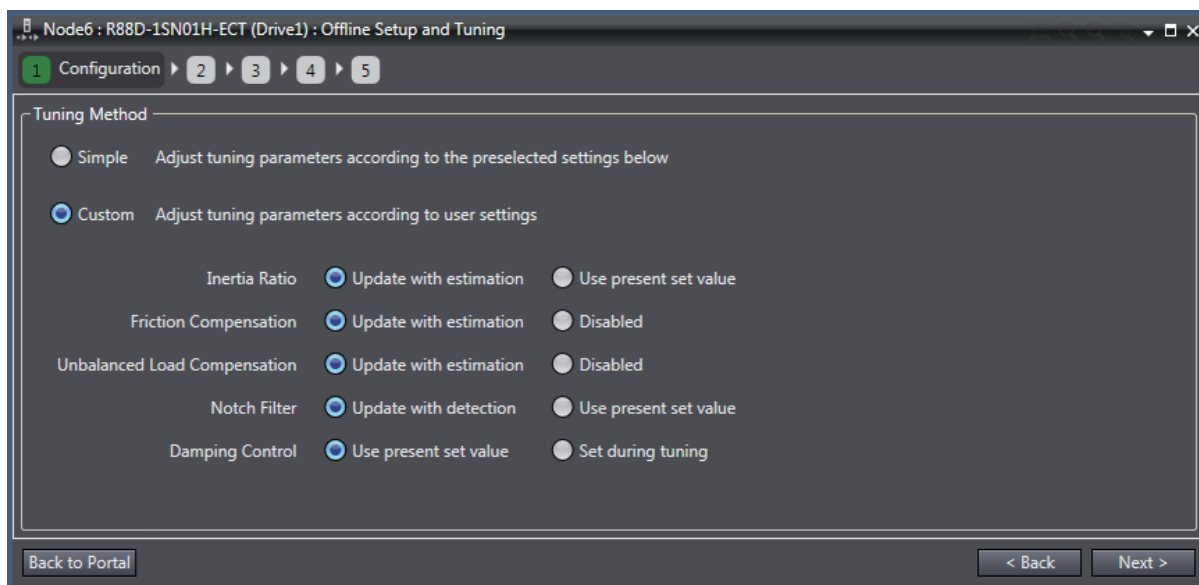 Node6 : R88D-1SN01H-ECT (Drive1) : Offline Setup and Tuning
1 Configuration 2 3 4 5
Tuning Method
Simple Adjust tuning parameters according to the preselected settings below
Custom Adjust tuning parameters according to user settings
Inertia Ratio Update with estimation Use present set value
Friction Compensation Update with estimation Disabled
Unbalanced Load Compensation Update with estimation Disabled
Notch Filter Update with detection Use present set value
Damping Control Use present set value Set during tuning
Back to Portal < Back Next >